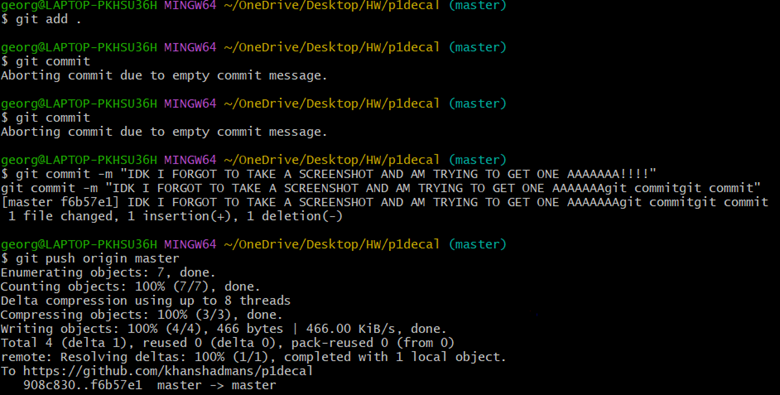 georg@LAPTOP-PKHSU36H MINGW64 ~/OneDrive/Desktop/HW/p1decal (master)
$ git add .
georg@LAPTOP-PKHSU36H MINGW64 ~/OneDrive/Desktop/HW/p1decal (master)
$ git commit
Aborting commit due to empty commit message.
georg@LAPTOP-PKHSU36H MINGW64 ~/OneDrive/Desktop/HW/p1decal (master)
$ git commit
Aborting commit due to empty commit message.
georg@LAPTOP-PKHSU36H MINGW64 ~/OneDrive/Desktop/HW/p1decal (master)
$ git commit -m "IDK I FORGOT TO TAKE A SCREENSHOT AND AM TRYING TO GET ONE AAAAAAA!!!!"
git commit -m "IDK I FORGOT TO TAKE A SCREENSHOT AND AM TRYING TO GET ONE AAAAAAAgit commitgit commit"
[master f6b57e1] IDK I FORGOT TO TAKE A SCREENSHOT AND AM TRYING TO GET ONE AAAAAAAgit commitgit commit
1 file changed, 1 insertion(+), 1 deletion(-)
georg@LAPTOP-PKHSU36H MINGW64 ~/OneDrive/Desktop/HW/p1decal (master)
$ git push origin master
Enumerating objects: 7, done.
Counting objects: 100% (7/7), done.
Delta compression using up to 8 threads
Compressing objects: 100% (3/3), done.
Writing objects: 100% (4/4), 466 bytes | 466.00 KiB/s, done.
Total 4 (delta 1), reused 0 (delta 0), pack-reused 0 (from 0)
remote: Resolving deltas: 100% (1/1), completed with 1 local object.
To https://github.com/khanshadmans/p1decal
908c830..f6b57e1  master -> master